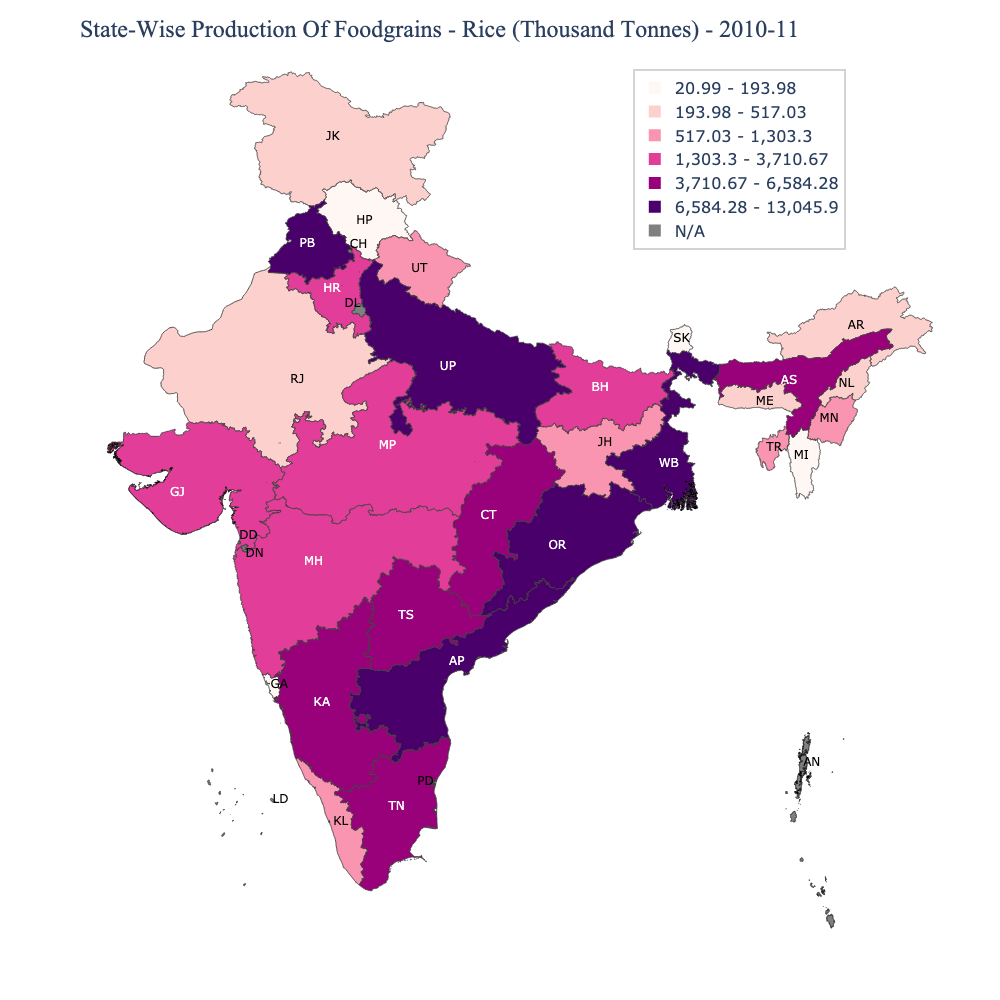 State-Wise Production Of Foodgrains - Rice (Thousand Tonnes) - 2010-11
20.99 - 193.98
193.98 - 517.03
517.03 - 1,303.3
1,303.3 - 3,710.67
3,710.67 - 6,584.28
6,584.28 - 13,045.9
N/A
JK
HP
CH
PB
UT
HR
DL
AR
SK
UP
RJ
AS
NL
BH
ME
MN
MP
JH
TR
MI
WB
GJ
CT
DD
OR
DN
MH
TS
AP
GA
KA
AN
PD
LD
TN
KL